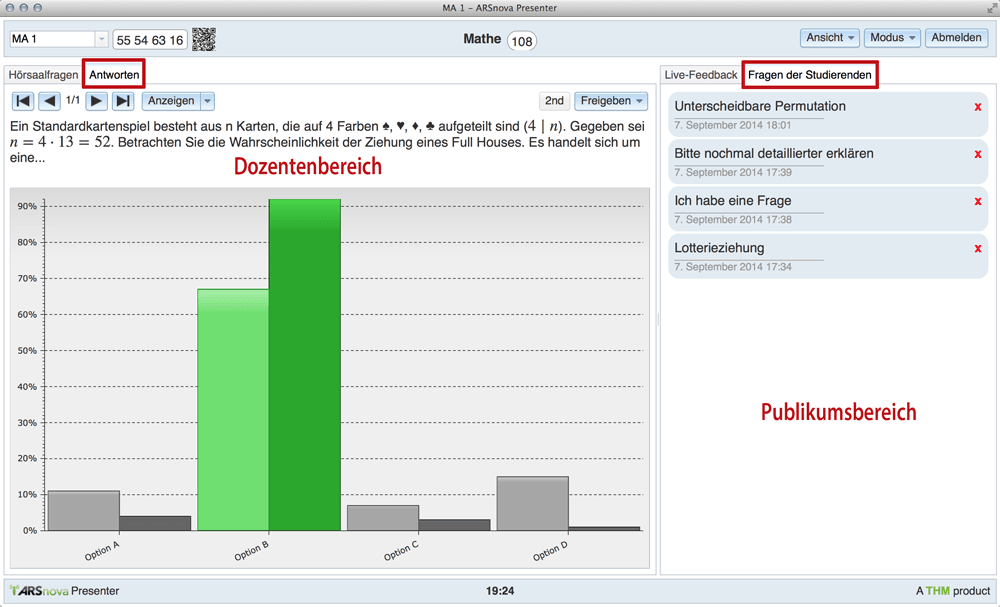 MA 1 – ARSnova Presenter
MA 1
55 54 63 16
Mathe 108
Ansicht
Modus
Abmelden
Hörsaalfragen
Antworten
1/1
Anzeigen
2nd
Freigeben
Ein Standardkartenspiel besteht aus n Karten, die auf 4 Farben ♠, ♥, ♦, ♣ aufgeteilt sind (4 | n). Gegeben sei
n = 4 · 13 = 52. Betrachten Sie die Wahrscheinlichkeit der Ziehung eines Full Houses. Es handelt sich um
eine...
Dozentenbereich
90%
80%
70%
60%
50%
40%
30%
20%
10%
0%
Option A
Option B
Option C
Option D
Live-Feedback
Fragen der Studierenden
Unterscheidbare Permutation
x
7. September 2014 18:01
Bitte nochmal detaillierter erklären
x
7. September 2014 17:39
Ich habe eine Frage
x
7. September 2014 17:38
Lotterieziehung
x
7. September 2014 17:34
Publikumsbereich
ARSnova Presenter
19:24
A THM product